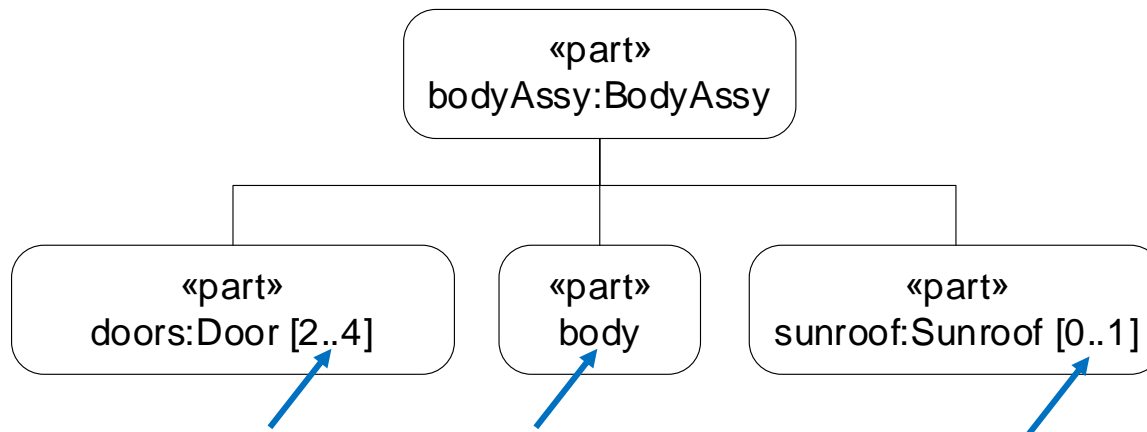 «part»
bodyAssy:BodyAssy
«part»
doors:Door [2..4]
«part»
body
«part»
sunroof:Sunroof [0..1]